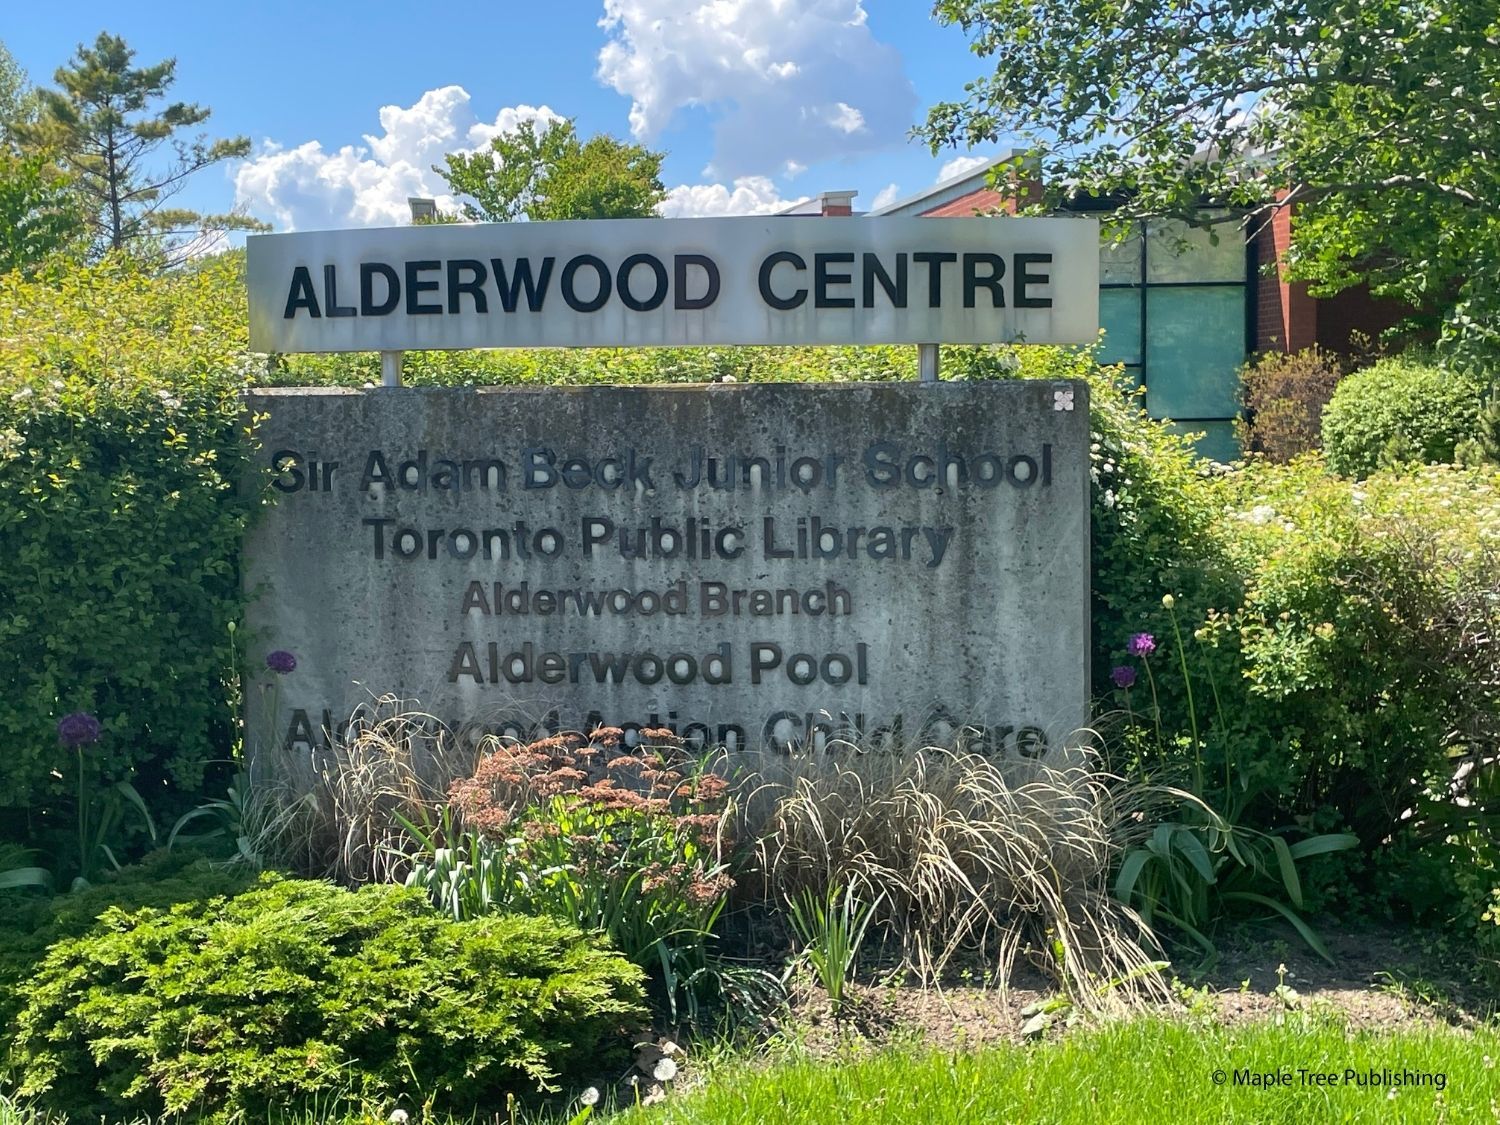 ALDERWOOD CENTRE
Sir Adam Beck Junior School
Toronto Public Library
Alderwood Branch
Alderwood Pool
Alderwood Action Child Care
© Maple Tree Publishing